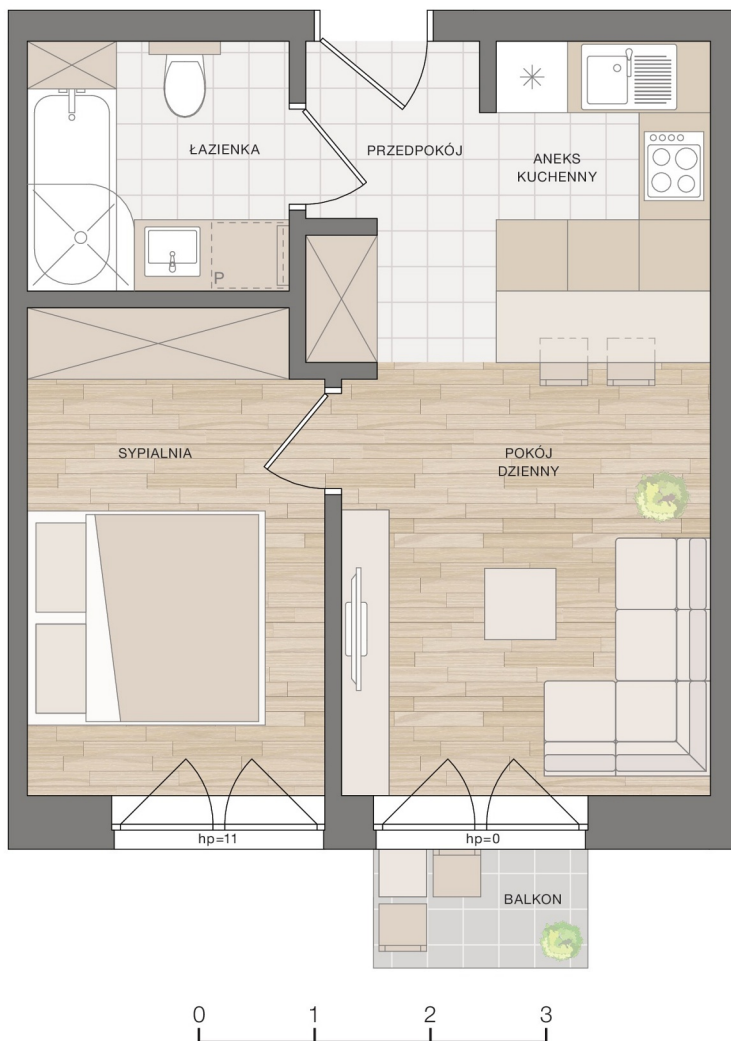 ŁAZIENKA
PRZEDPOKÓJ
ANEKS
KUCHENNY
P
SYPIALNIA
POKÓJ
DZIENNY
hp=11
hp=0
BALKON
0 1 2 3